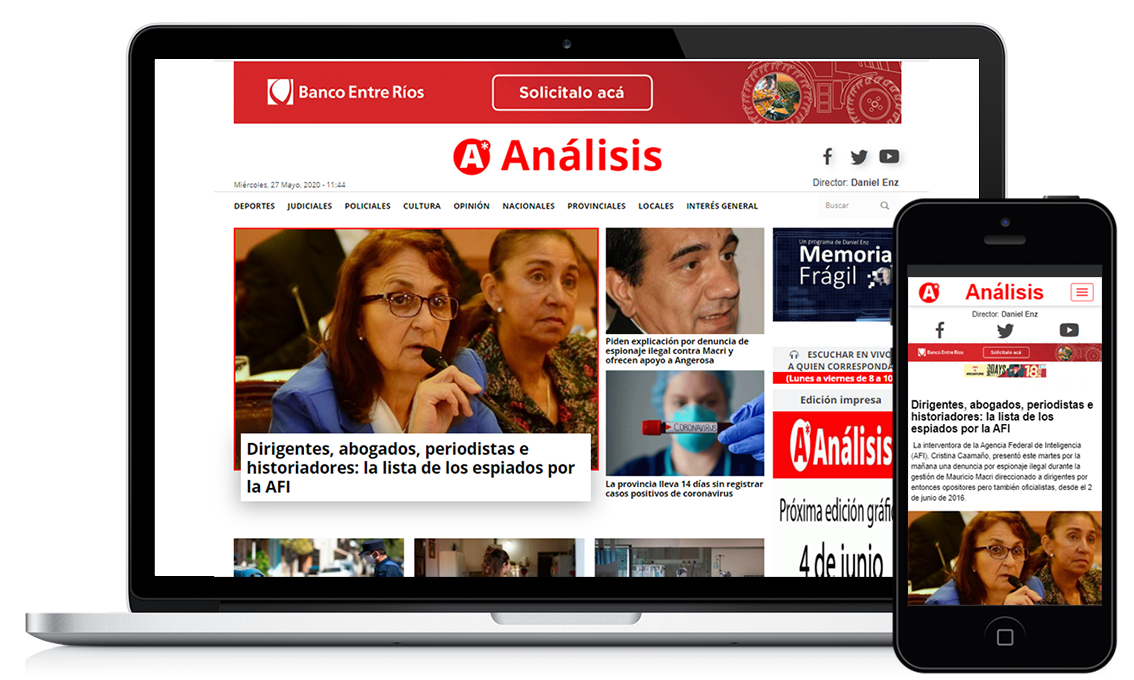 Banco Entre Ríos
Solicitalo acá
A* Análisis
Miércoles, 27 Mayo, 2020 - 11:44
Director: Daniel Enz
DEPORTES JUDICIALES POLICIALES CULTURA OPINIÓN NACIONALES PROVINCIALES LOCALES INTERÉS GENERAL
Buscar
Dirigentes, abogados, periodistas e
historiadores: la lista de los espiados por
la AFI
Piden explicación por denuncia de
espionaje ilegal contra Macri y
ofrecen apoyo a Angerosa
CORONAVIRUS
La provincia lleva 14 días sin registrar
casos positivos de coronavirus
Un programa de Daniel Enz
Memoria
Frágil
ESCUCHAR EN VIVO
A QUIEN CORRESPONDA
(Lunes a viernes de 8 a 10
Edición impresa
A* Análisis
Próxima edición gráfi
4 de junio
A* Análisis
Director: Daniel Enz
Banco Entre Ríos
Solicitalo acá
DAYS
18
Dirigentes, abogados, periodistas e
historiadores: la lista de los
espiados por la AFI
La interventora de la Agencia Federal de Inteligencia
(AFI), Cristina Caamaño, presentó este martes por la
mañana una denuncia por espionaje ilegal durante la
gestión de Mauricio Macri direccionado a dirigentes por
entonces opositores pero también oficialistas, desde el 2
de junio de 2016.